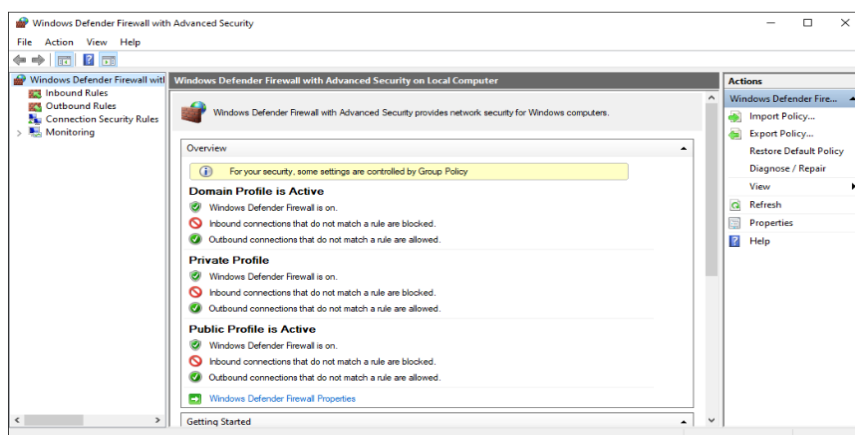 Windows Defender Firewall with Advanced Security
File Action View Help
Windows Defender Firewall witl
Inbound Rules
Outbound Rules
Connection Security Rules
Monitoring
Windows Defender Firewall with Advanced Security on Local Computer
Windows Defender Firewall with Advanced Security provides network security for Windows computers.
Overview
For your security, some settings are controlled by Group Policy
Domain Profile is Active
Windows Defender Firewall is on.
Inbound connections that do not match a rule are blocked.
Outbound connections that do not match a rule are allowed.
Private Profile
Windows Defender Firewall is on.
Inbound connections that do not match a rule are blocked.
Outbound connections that do not match a rule are allowed.
Public Profile is Active
Windows Defender Firewall is on.
Inbound connections that do not match a rule are blocked.
Outbound connections that do not match a rule are allowed.
Windows Defender Firewall Properties
Getting Started
Actions
Windows Defender Fire...
Import Policy...
Export Policy...
Restore Default Policy
Diagnose / Repair
View
Refresh
Properties
Help